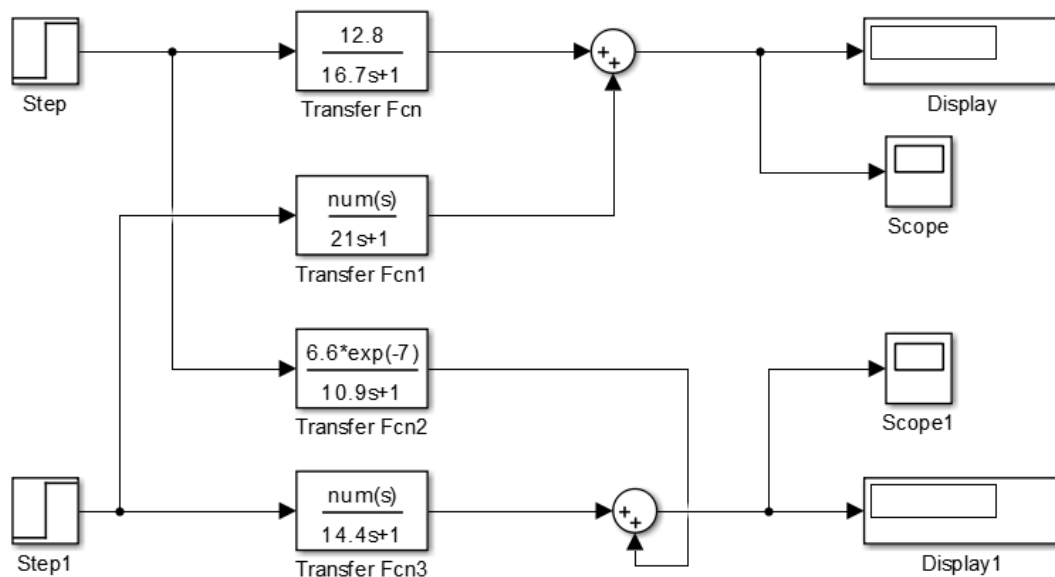 Step
12.8
16.7s+1
Transfer Fcn
Display
Scope
num(s)
21s+1
Transfer Fcn1
6.6*exp(-7)
10.9s+1
Transfer Fcn2
Scope1
Step1
num(s)
14.4s+1
Transfer Fcn3
Display1